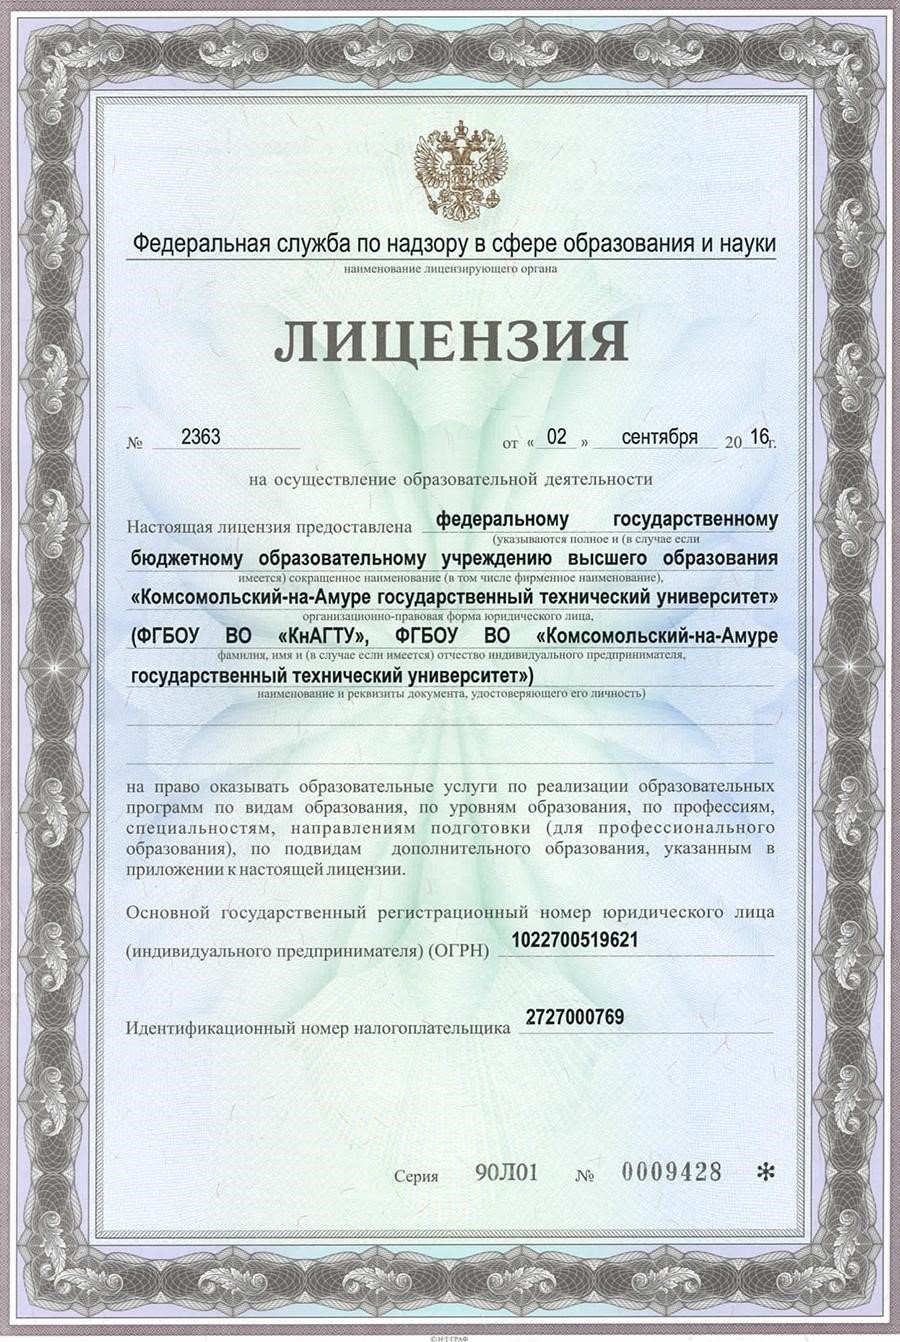 Федеральная служба по надзору в сфере образования и науки
наименование лицензирующего органа
ЛИЦЕНЗИЯ
№ 2363 от « 02 » сентября 20 16 г.
на осуществление образовательной деятельности
Настоящая лицензия предоставлена федеральному государственному
(указываются полное и (в случае если
бюджетному образовательному учреждению высшего образования
имеется) сокращенное наименование (в том числе фирменное наименование),
«Комсомольский-на-Амуре государственный технический университет»
организационно-правовая форма юридического лица,
(ФГБОУ ВО «КнАГТУ», ФГБОУ ВО «Комсомольский-на-Амуре
фамилия, имя и (в случае если имеется) отчество индивидуального предпринимателя,
государственный технический университет»)
наименование и реквизиты документа, удостоверяющего его личность)
на право оказывать образовательные услуги по реализации образовательных
программ по видам образования, по уровням образования, по профессиям,
специальностям, направлениям подготовки (для профессионального
образования), по подвидам дополнительного образования, указанным в
приложении к настоящей лицензии.
Основной государственный регистрационный номер юридического лица
(индивидуального предпринимателя) (ОГРН) 1022700519621
Идентификационный номер налогоплательщика 2727000769
Серия 90Л01 № 0009428 *
© Н-Т-ГРАФ